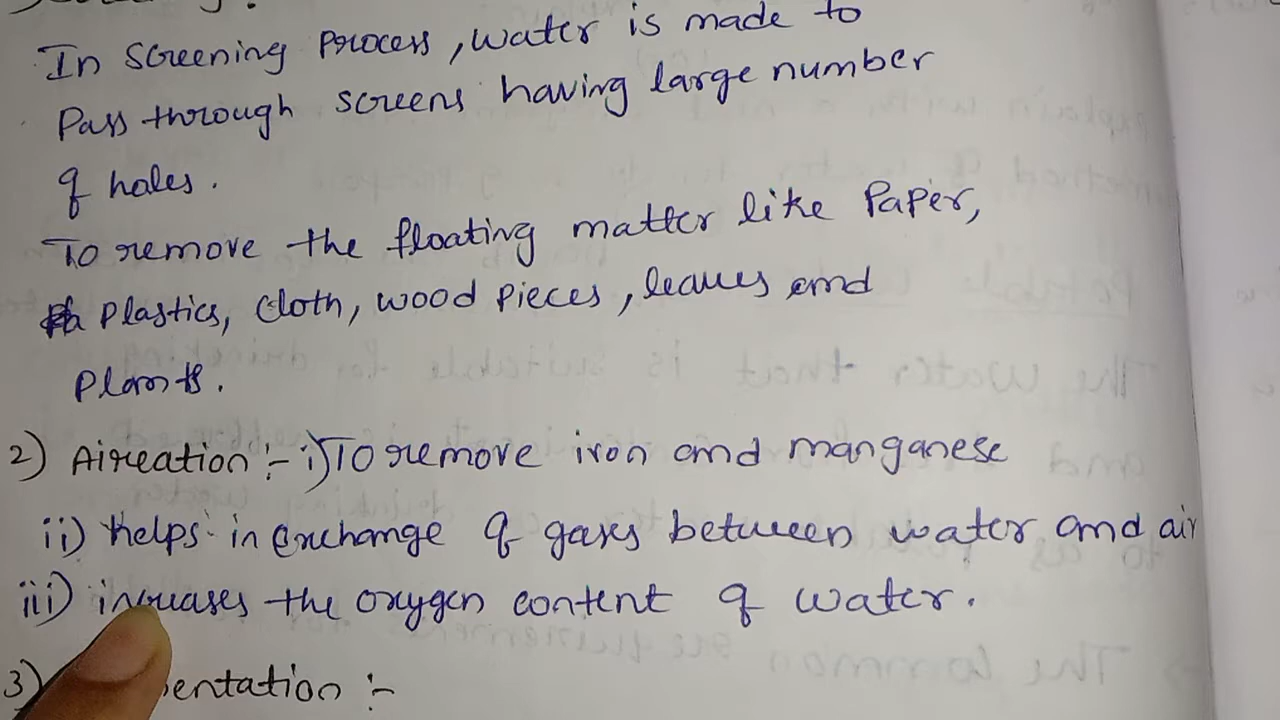 In Screening Process, water is made to
Pass through screens having large number
of holes.
To remove the floating matter like Paper,
Plastics, Cloth, wood Pieces, leaves and
Plants.
2) Aireation :- i) To remove iron and manganese
ii) helps in Exchange of gases between water and air
iii) increases the oxygen content of water.
3) entation :-